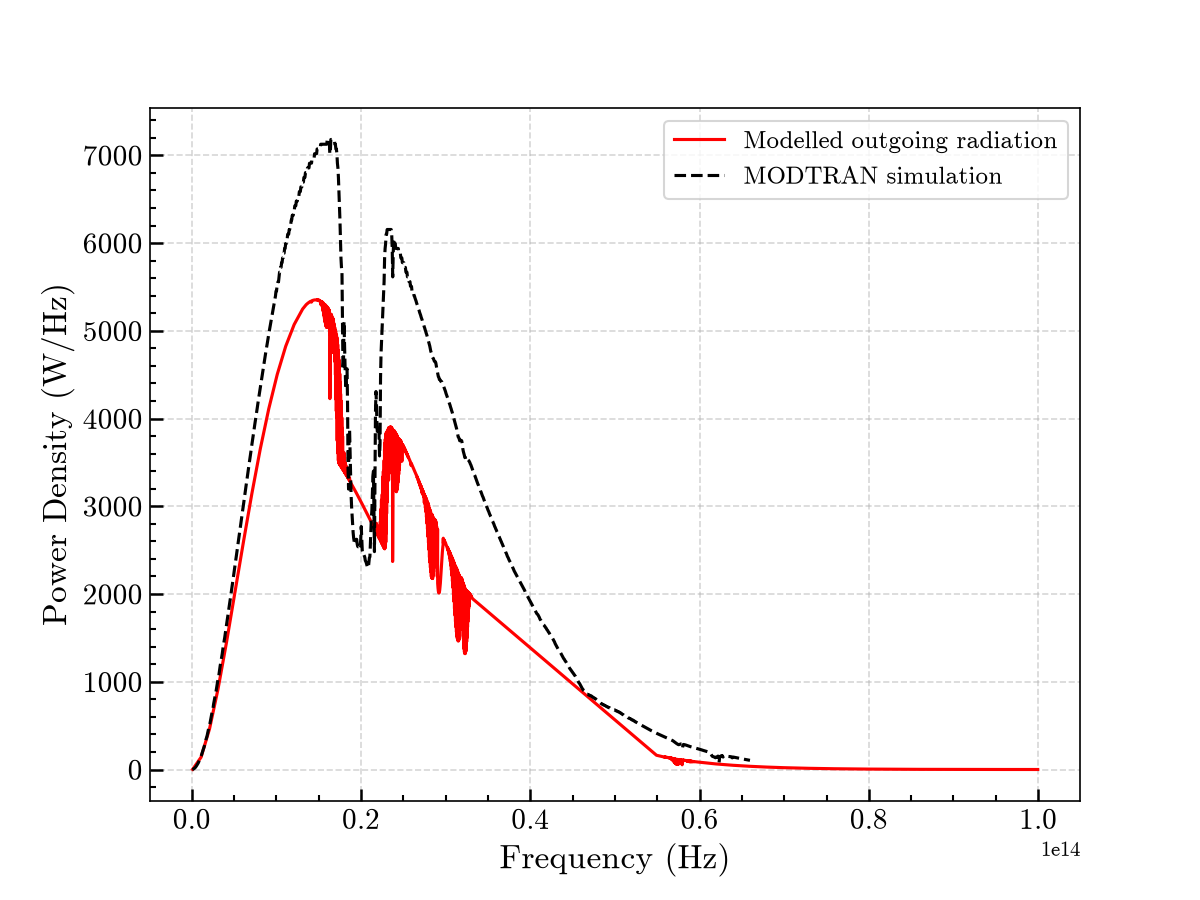 Modelled outgoing radiation
MODTRAN simulation
Power Density (W/Hz)
7000
6000
5000
4000
3000
2000
1000
0
0.0 0.2 0.4 0.6 0.8 1.0
1e14
Frequency (Hz)